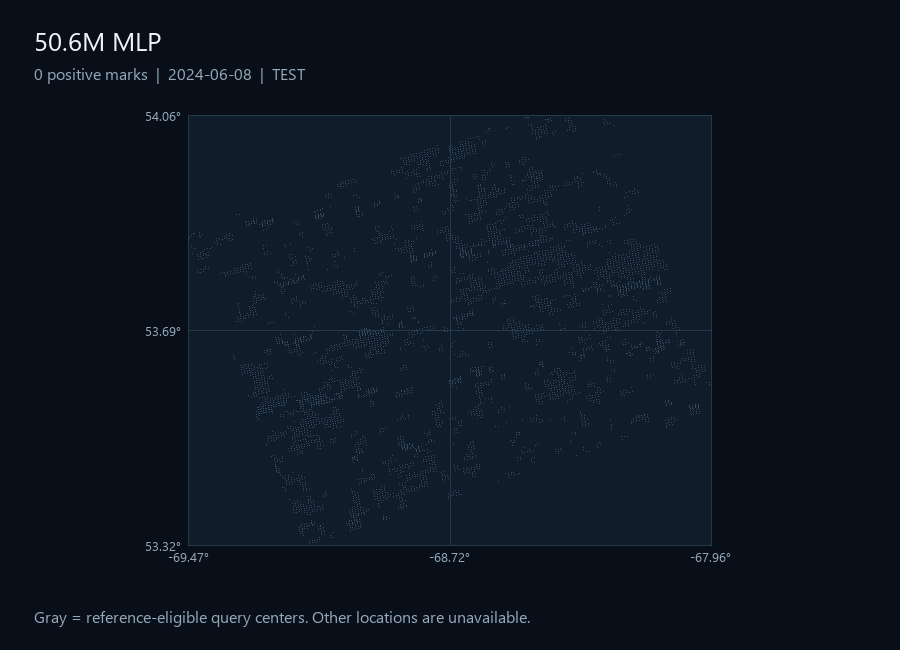 50.6M MLP
0 positive marks | 2024-06-08 | TEST
54.06°
53.69°
53.32°
-69.47°
-68.72°
-67.96°
Gray = reference-eligible query centers. Other locations are unavailable.